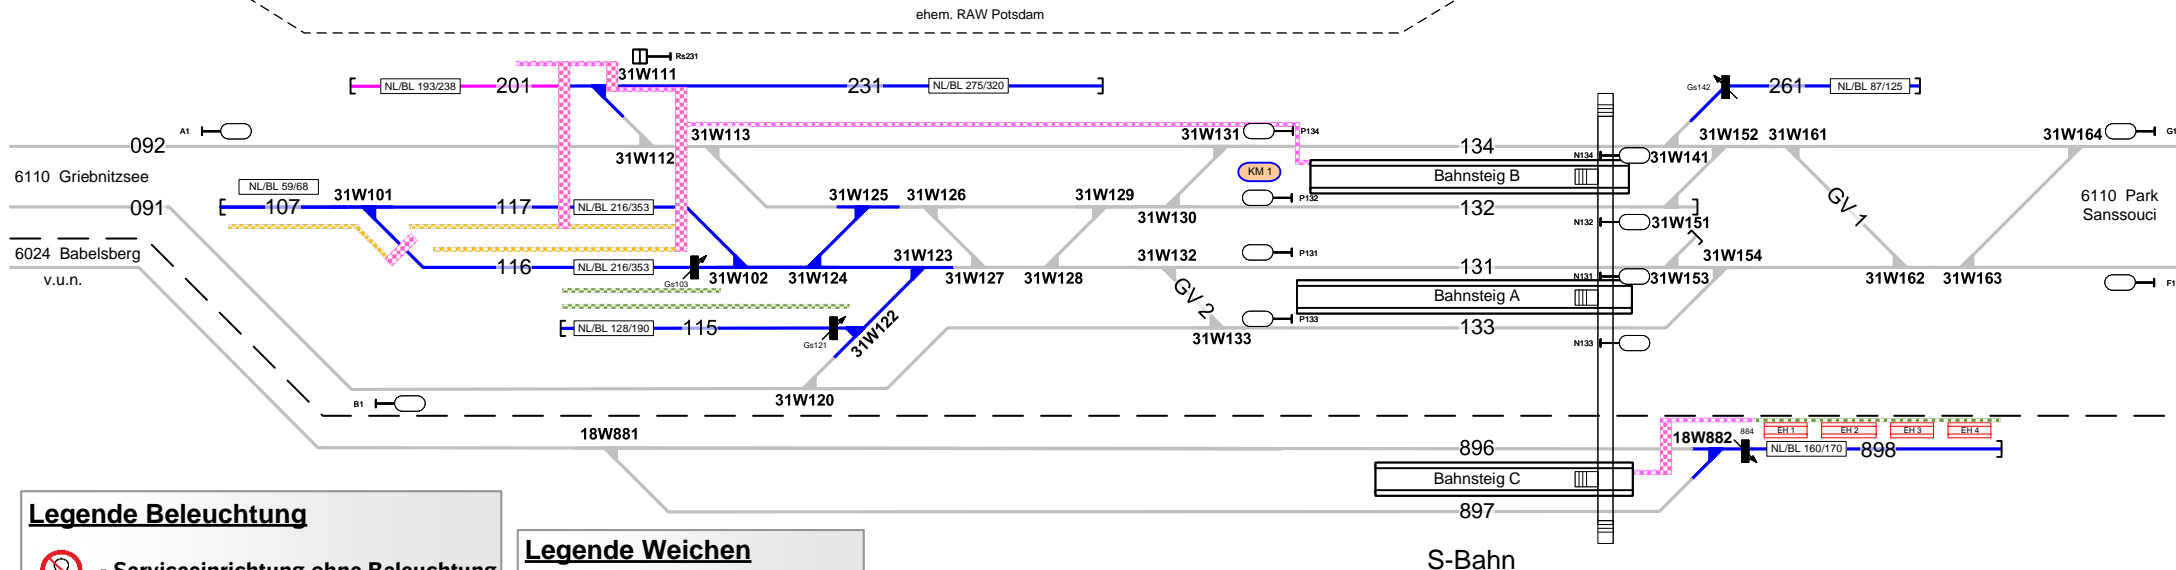 ehem. RAW Potsdam
Rs231
31W111
NL/BL 193/238
201
231
NL/BL 275/320
Gs142
261
NL/BL 87/125
A1
092
31W112
31W113
31W131
P134
134
N134
31W141
31W152
31W161
31W164
G1
6110 Griebnitzsee
KM 1
Bahnsteig B
NL/BL 59/68
107
31W101
117
NL/BL 216/353
31W125
31W126
31W129
31W130
P132
132
N132
31W151
GV 1
6110 Park
Sanssouci
091
6024 Babelsberg
v.u.n.
116
NL/BL 216/353
Gs103
31W102
31W124
31W123
31W127
31W128
31W132
P131
131
N131
31W153
31W154
31W162
31W163
F1
Bahnsteig A
GV 2
NL/BL 128/190
115
Gs121
31W122
31W133
P133
133
N133
31W120
B1
18W881
896
18W882
884
EH 1
EH 2
EH 3
EH 4
NL/BL 160/170
898
Bahnsteig C
897
S-Bahn
Legende Beleuchtung
- Serviceeinrichtung ohne Beleuchtung
Legende Weichen